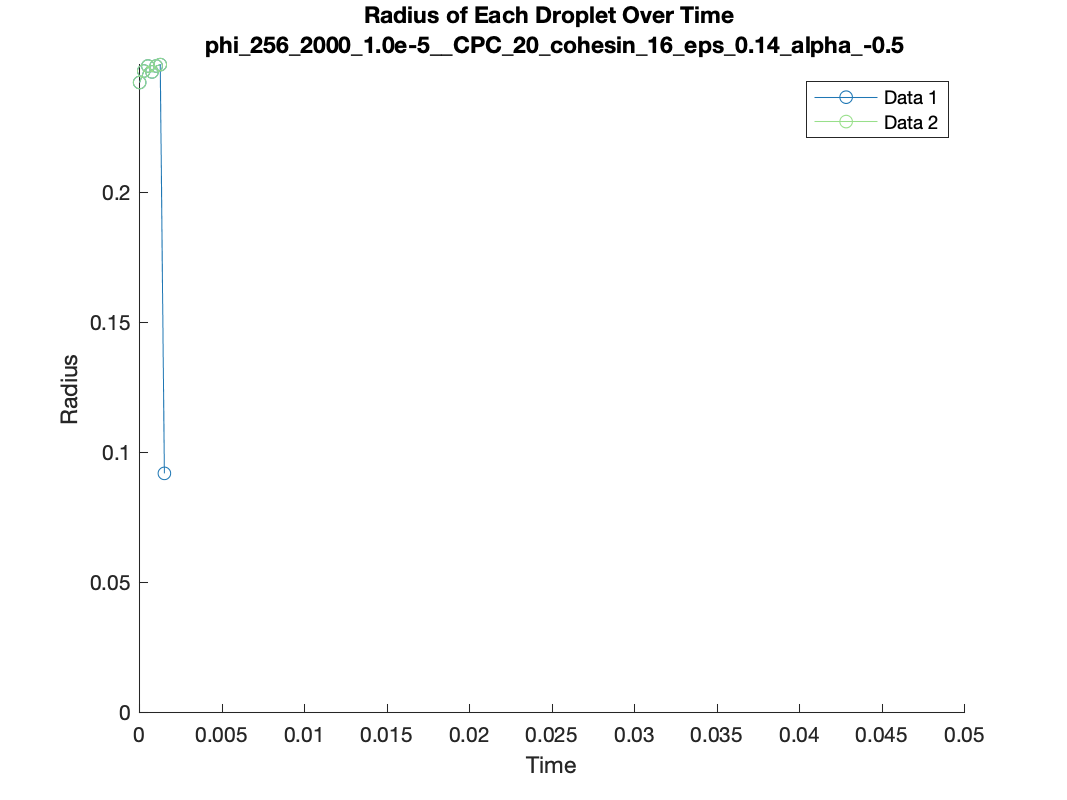 Radius of Each Droplet Over Time
phi_256_2000_1.0e-5__CPC_20_cohesin_16_eps_0.14_alpha_-0.5
Data 1
Data 2
0.2
0.15
0.1
0.05
0
Radius
0 0.005 0.01 0.015 0.02 0.025 0.03 0.035 0.04 0.045 0.05
Time